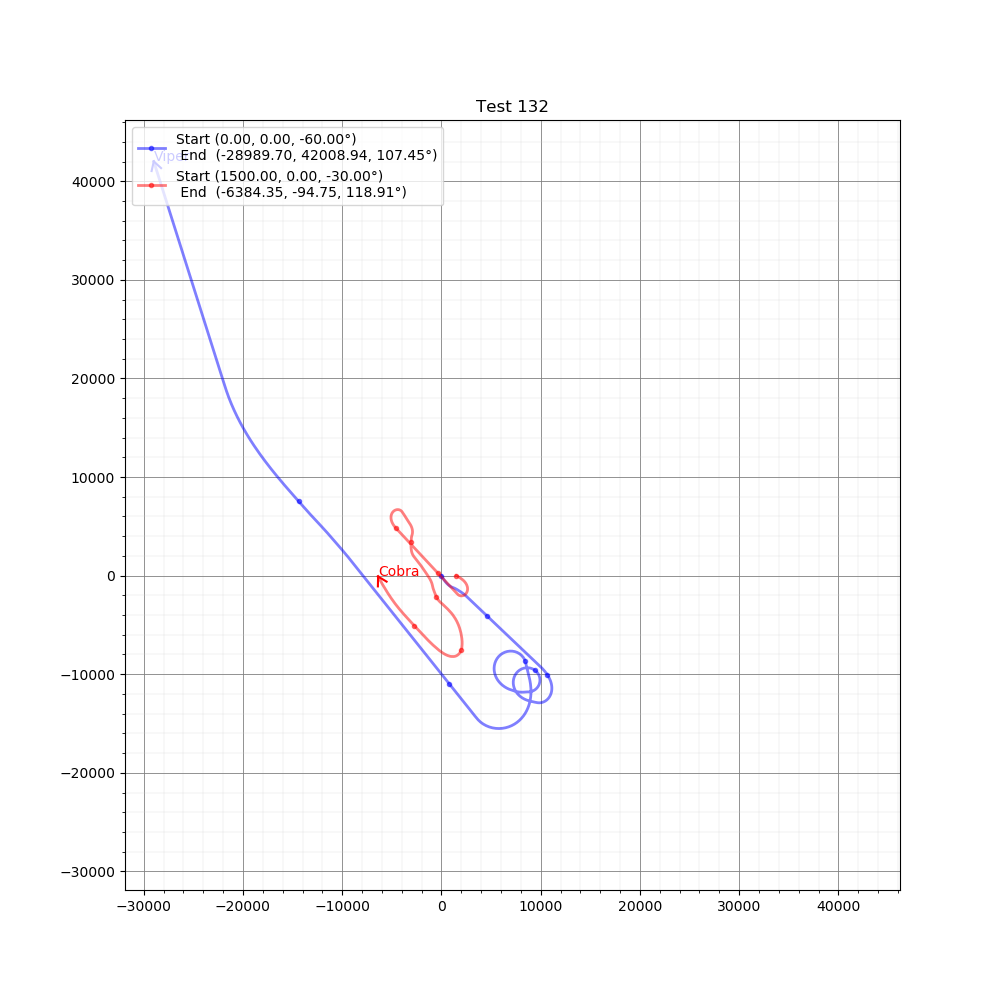 Test 132
Start (0.00, 0.00, -60.00°)
End (-28989.70, 42008.94, 107.45°)
Start (1500.00, 0.00, -30.00°)
End (-6384.35, -94.75, 118.91°)
Viper
Cobra
40000
30000
20000
10000
0
−10000
−20000
−30000
−30000 −20000 −10000 0 10000 20000 30000 40000